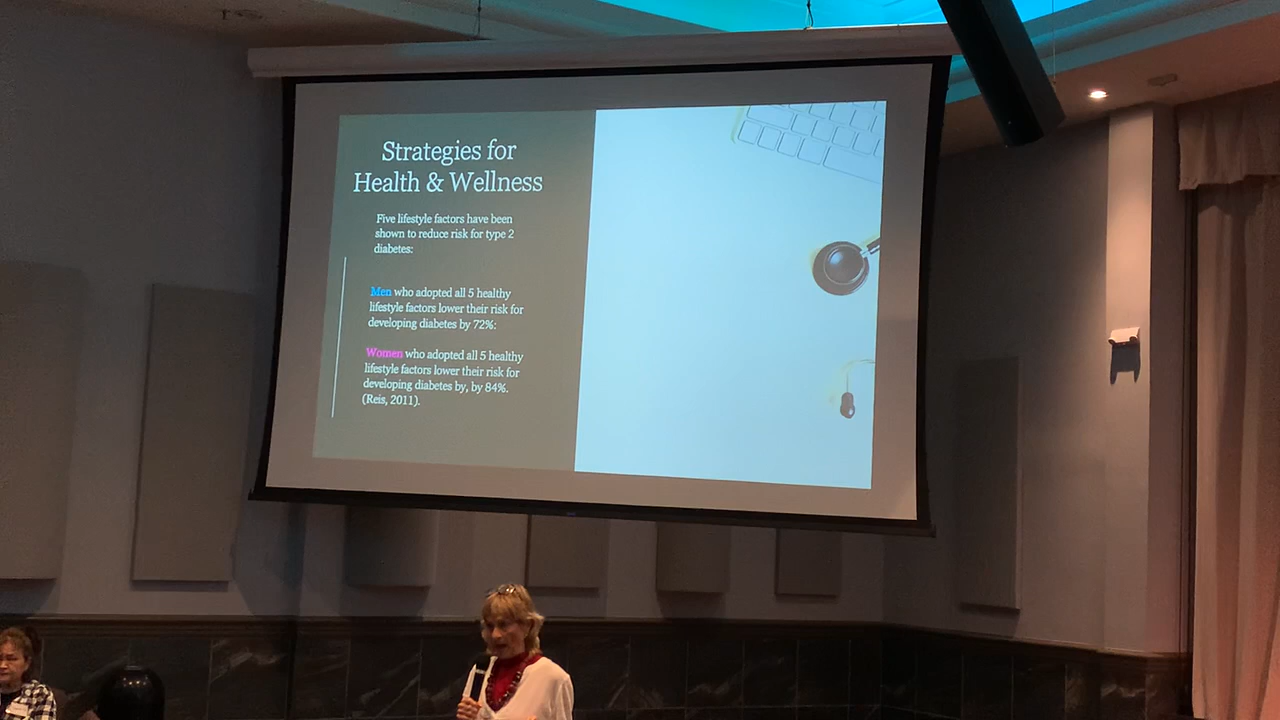 Strategies for
Health & Wellness
Five lifestyle factors have been
shown to reduce risk for type 2
diabetes:
Men who adopted all 5 healthy
lifestyle factors lower their risk for
developing diabetes by 72%:
Women who adopted all 5 healthy
lifestyle factors lower their risk for
developing diabetes by, by 84%.
(Reis, 2011).